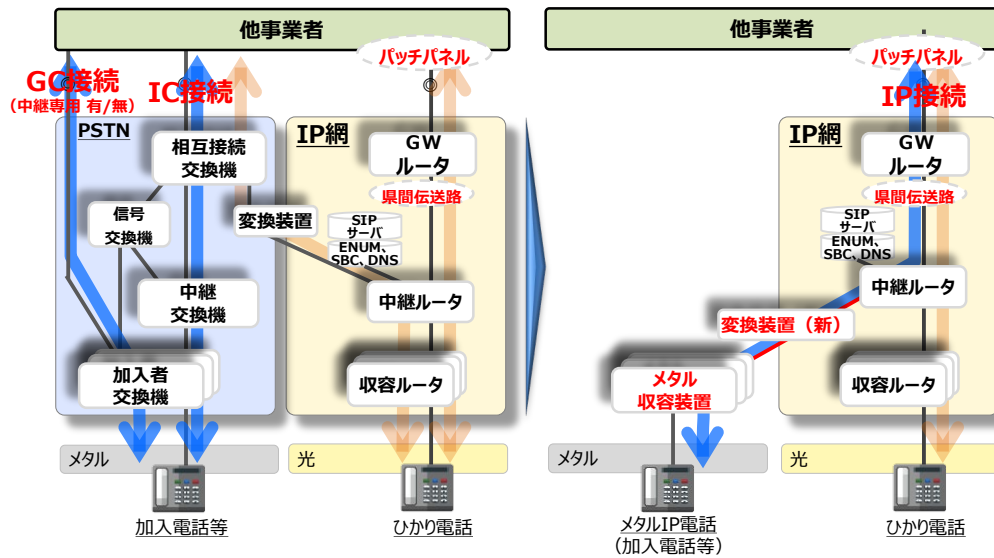 他事業者
パッチパネル
GC接続
(中継専用 有/無)
IC接続
PSTN
IP網
相互接続
交換機
GW
ルータ
県間伝送路
信号
交換機
変換装置
SIP
サーバ
ENUM、
SBC、DNS
中継
交換機
中継ルータ
加入者
交換機
収容ルータ
メタル
光
加入電話等
ひかり電話
他事業者
パッチパネル
IP接続
IP網
GW
ルータ
県間伝送路
SIP
サーバ
ENUM、
SBC、DNS
中継ルータ
変換装置（新）
メタル
収容装置
収容ルータ
メタル
光
メタルIP電話
（加入電話等）
ひかり電話